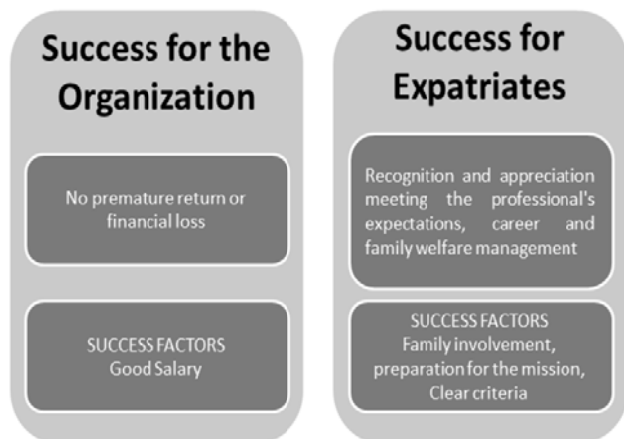 Success for the
Organization
No premature return or
financial loss
SUCCESS FACTORS
Good Salary
Success for
Expatriates
Recognition and appreciation
meeting the professional's
expectations, career and
family welfare management
SUCCESS FACTORS
Family involvement,
preparation for the mission,
Clear criteria